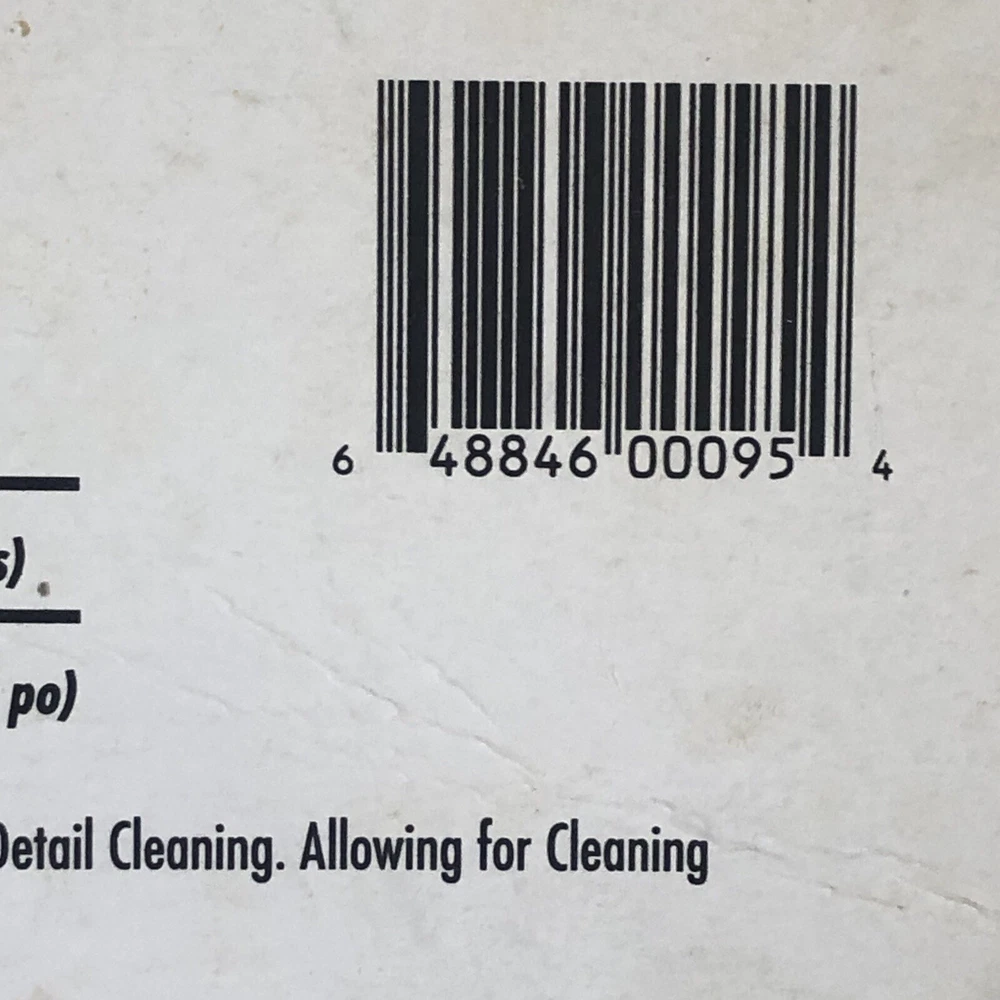 6 48846 00095 4
s)
po)
Detail Cleaning. Allowing for Cleaning